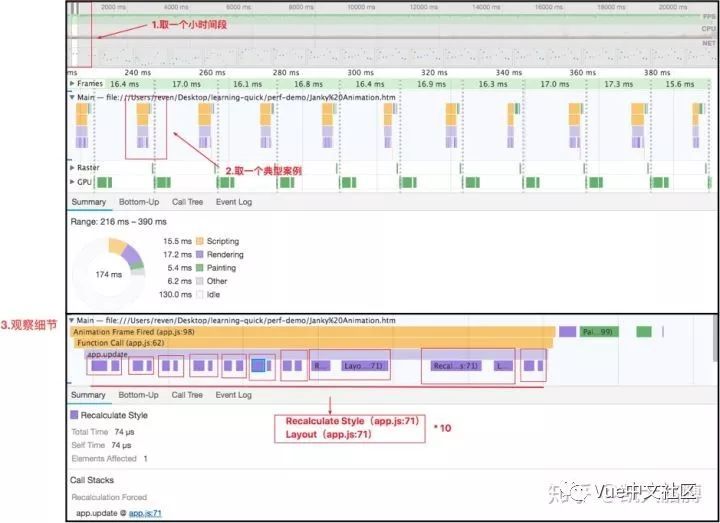 2000 ms 4000 ms 6000 ms 8000 ms 10000 ms 12000 ms 14000 ms 16000 ms 18000 ms 20000 ms
FPS
1.取一个小时间段
CPU
NET
ms 240 ms 260 ms 280 ms 300 ms 320 ms 340 ms 360 ms 380 ms
Frames 16.4 ms 17.0 ms 16.1 ms 16.8 ms 16.4 ms 16.9 ms 16.3 ms 17.0 ms 17.3 ms 15.6 ms
Main — file:///Users/reven/Desktop/learning-quick/perf-demo/Janky%20Animation.htm
2.取一个典型案例
Raster
GPU
Summary Bottom-Up Call Tree Event Log
Range: 216 ms – 390 ms
15.5 ms Scripting
17.2 ms Rendering
5.4 ms Painting
6.2 ms Other
130.0 ms Idle
174 ms
3.观察细节
Main — file:///Users/reven/Desktop/learning-quick/perf-demo/Janky%20Animation.htm
Animation Frame Fired (app.js:98) Pai...99)
Function Call (app.js:62)
app.update
R... Layo...:71) Recal...s:71) L...
Summary Bottom-Up Call Tree Event Log
Recalculate Style (app.js:71)
Layout (app.js:71)
*10
Recalculate Style
Total Time 74 μs
Self Time 74 μs
Elements Affected 1
Call Stacks
Recalculation Forced
app.update @ app.js:71
Vue中文社区